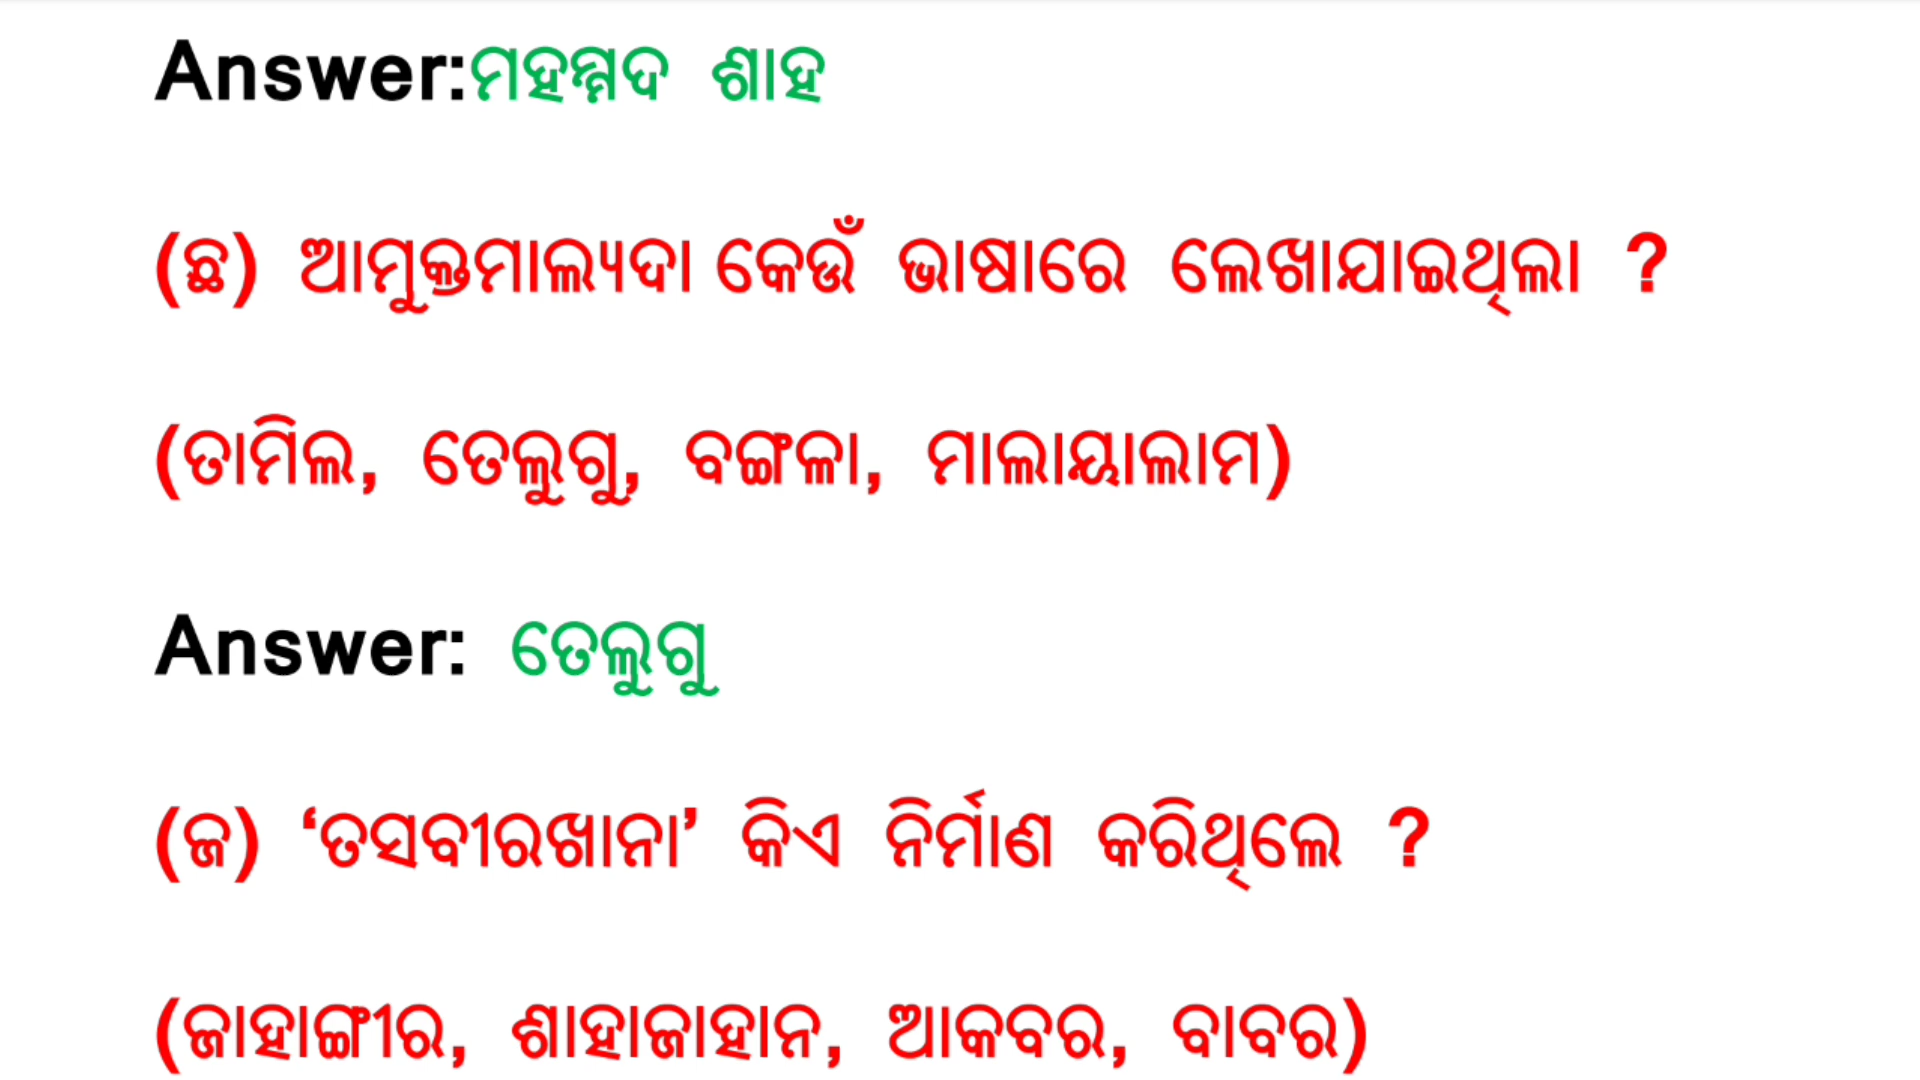 Answer:ମହମ୍ମଦ ଶାହ
(ଛ) ଆମୁକ୍ତମାଲ୍ୟଦା କେଉଁ ଭାଷାରେ ଲେଖାଯାଇଥିଲା ?
(ତାମିଲ, ତେଲୁଗୁ, ବଙ୍ଗଳା, ମାଲାୟାଲାମ)
Answer: ତେଲୁଗୁ
(ଜ) ‘ତସବୀରଖାନା’ କିଏ ନିର୍ମାଣ କରିଥିଲେ ?
(ଜାହାଙ୍ଗୀର, ଶାହାଜାହାନ, ଆକବର, ବାବର)